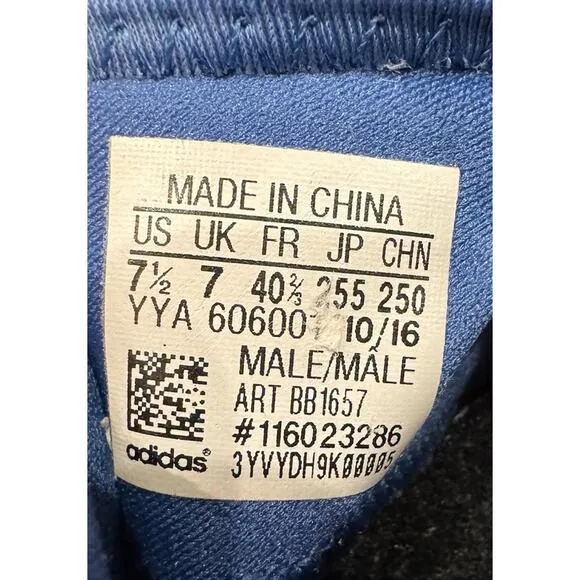 MADE IN CHINA
US UK FR JP CHN
7½ 7 40⅔ 255 250
YYA 10/16
MALE/MÂLE
ART BB1657
#116023286
adidas® 3YVYDH9K00005